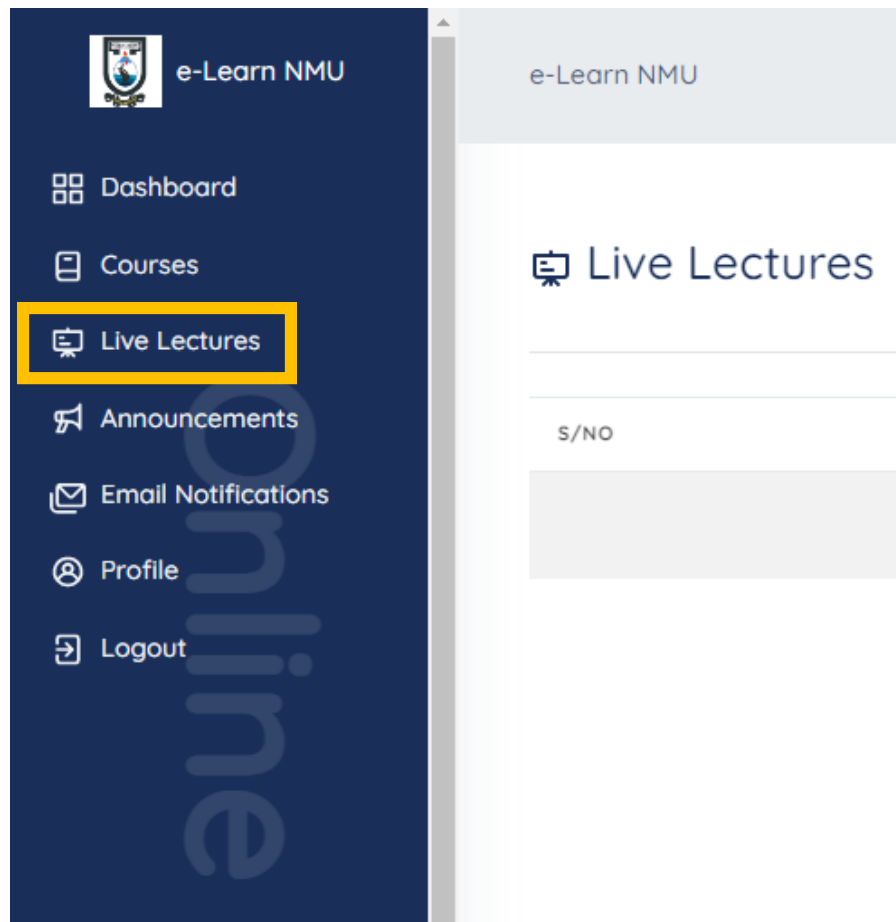 e-Learn NMU
Dashboard
Courses
Live Lectures
Announcements
Email Notifications
Profile
Logout
Online
e-Learn NMU
Live Lectures
S/NO